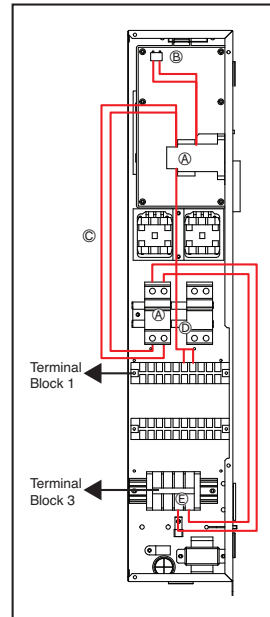 Ⓑ
Ⓐ
Ⓒ
Ⓐ
Ⓓ
Terminal
Block 1
Terminal
Block 3
Ⓔ